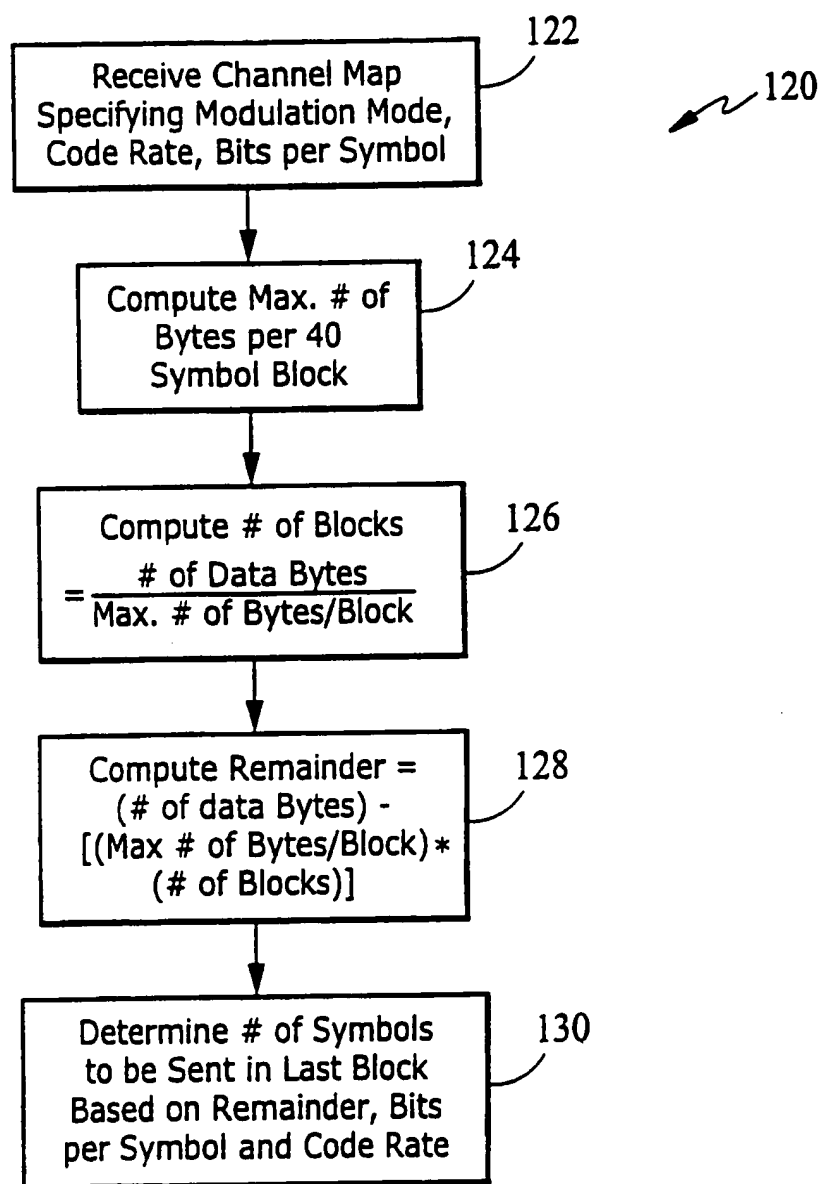 122
Receive Channel Map
Specifying Modulation Mode,
Code Rate, Bits per Symbol
120
124
Compute Max. # of
Bytes per 40
Symbol Block
126
Compute # of Blocks
= # of Data Bytes
Max. # of Bytes/Block
128
Compute Remainder =
(# of data Bytes) -
[(Max # of Bytes/Block) *
(# of Blocks)]
130
Determine # of Symbols
to be Sent in Last Block
Based on Remainder, Bits
per Symbol and Code Rate